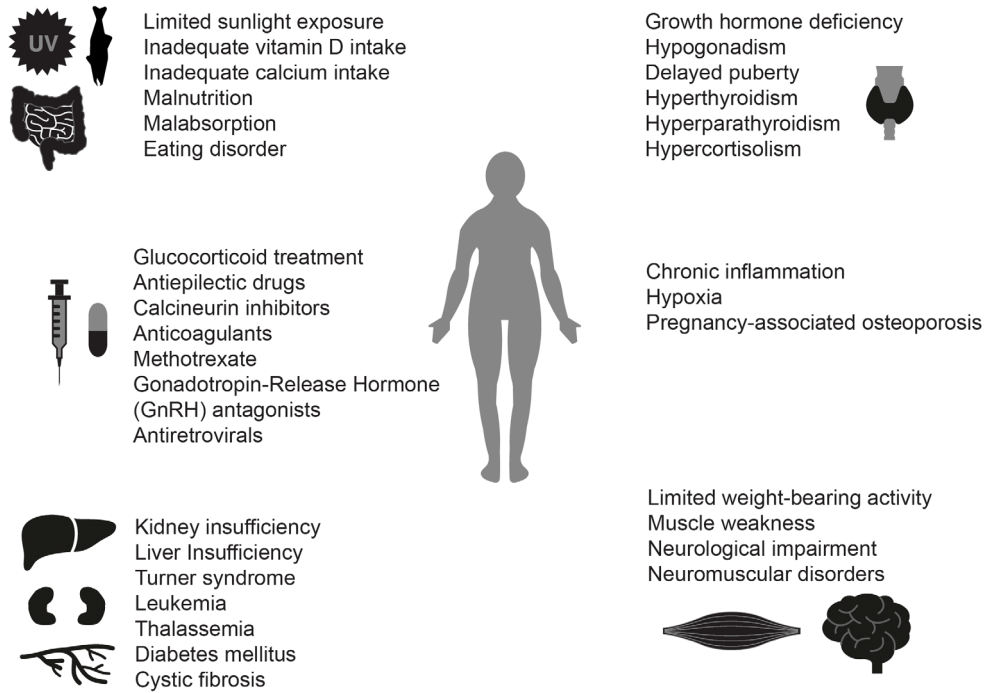 UV
Limited sunlight exposure
Inadequate vitamin D intake
Inadequate calcium intake
Malnutrition
Malabsorption
Eating disorder
Growth hormone deficiency
Hypogonadism
Delayed puberty
Hyperthyroidism
Hyperparathyroidism
Hypercortisolism
Glucocorticoid treatment
Antiepilectic drugs
Calcineurin inhibitors
Anticoagulants
Methotrexate
Gonadotropin-Release Hormone
(GnRH) antagonists
Antiretrovirals
Chronic inflammation
Hypoxia
Pregnancy-associated osteoporosis
Kidney insufficiency
Liver Insufficiency
Turner syndrome
Leukemia
Thalassemia
Diabetes mellitus
Cystic fibrosis
Limited weight-bearing activity
Muscle weakness
Neurological impairment
Neuromuscular disorders